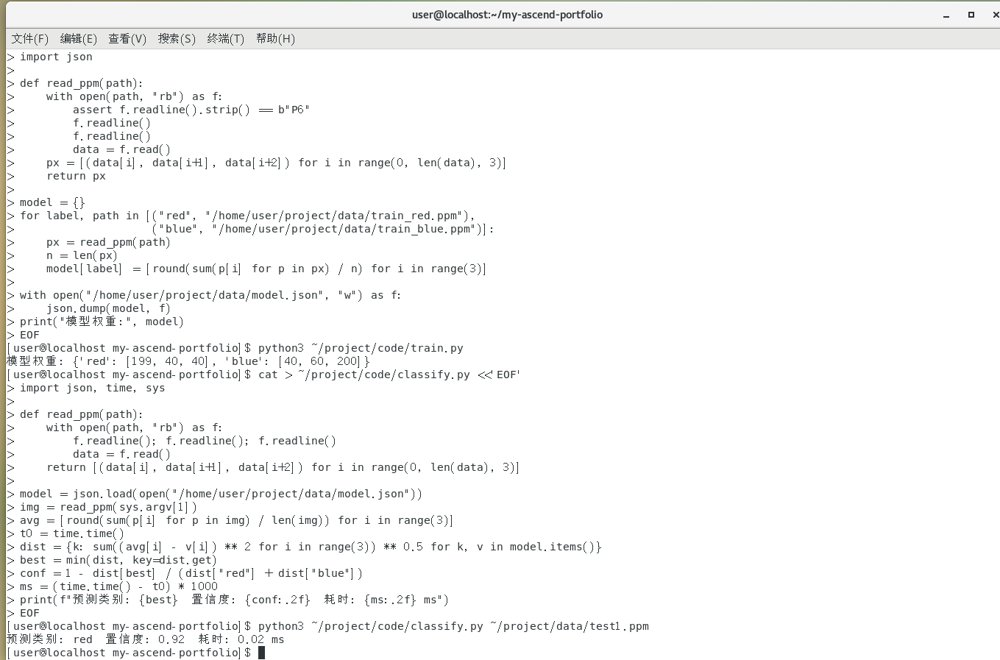 user@localhost:~/my-ascend-portfolio
文件(F) 编辑(E) 查看(V) 搜索(S) 终端(T) 帮助(H)
> import json
>
> def read_ppm(path):
>     with open(path, "rb") as f:
>         assert f.readline().strip() == b"P6"
>         f.readline()
>         f.readline()
>         data = f.read()
>     px = [(data[i], data[i+1], data[i+2]) for i in range(0, len(data), 3)]
>     return px
>
> model = {}
> for label, path in [("red", "/home/user/project/data/train_red.ppm"),
>                     ("blue", "/home/user/project/data/train_blue.ppm")]:
>     px = read_ppm(path)
>     n = len(px)
>     model[label] = [round(sum(p[i] for p in px) / n) for i in range(3)]
>
> with open("/home/user/project/data/model.json", "w") as f:
>     json.dump(model, f)
> print("模型权重:", model)
> EOF
[user@localhost my-ascend-portfolio]$ python3 ~/project/code/train.py
模型权重: {'red': [199, 40, 40], 'blue': [40, 60, 200]}
[user@localhost my-ascend-portfolio]$ cat > ~/project/code/classify.py <<'EOF'
> import json, time, sys
>
> def read_ppm(path):
>     with open(path, "rb") as f:
>         f.readline(); f.readline(); f.readline()
>         data = f.read()
>     return [(data[i], data[i+1], data[i+2]) for i in range(0, len(data), 3)]
>
> model = json.load(open("/home/user/project/data/model.json"))
> img = read_ppm(sys.argv[1])
> avg = [round(sum(p[i] for p in img) / len(img)) for i in range(3)]
> t0 = time.time()
> dist = {k: sum((avg[i] - v[i]) ** 2 for i in range(3)) ** 0.5 for k, v in model.items()}
> best = min(dist, key=dist.get)
> conf = 1 - dist[best] / (dist["red"] + dist["blue"])
> ms = (time.time() - t0) * 1000
> print(f"预测类别: {best}  置信度: {conf:.2f}  耗时: {ms:.2f} ms")
> EOF
[user@localhost my-ascend-portfolio]$ python3 ~/project/code/classify.py ~/project/data/test1.ppm
预测类别: red  置信度: 0.92  耗时: 0.02 ms
[user@localhost my-ascend-portfolio]$